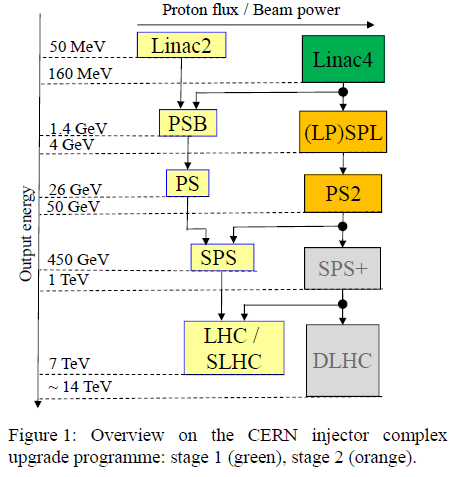 Proton flux / Beam power
50 MeV
Linac2
Linac4
160 MeV
PSB
(LP)SPL
1.4 GeV
4 GeV
PS
PS2
26 GeV
50 GeV
Output energy
SPS
SPS+
450 GeV
1 TeV
LHC /
SLHC
DLHC
7 TeV
~ 14 TeV
Figure 1: Overview on the CERN injector complex
upgrade programme: stage 1 (green), stage 2 (orange).